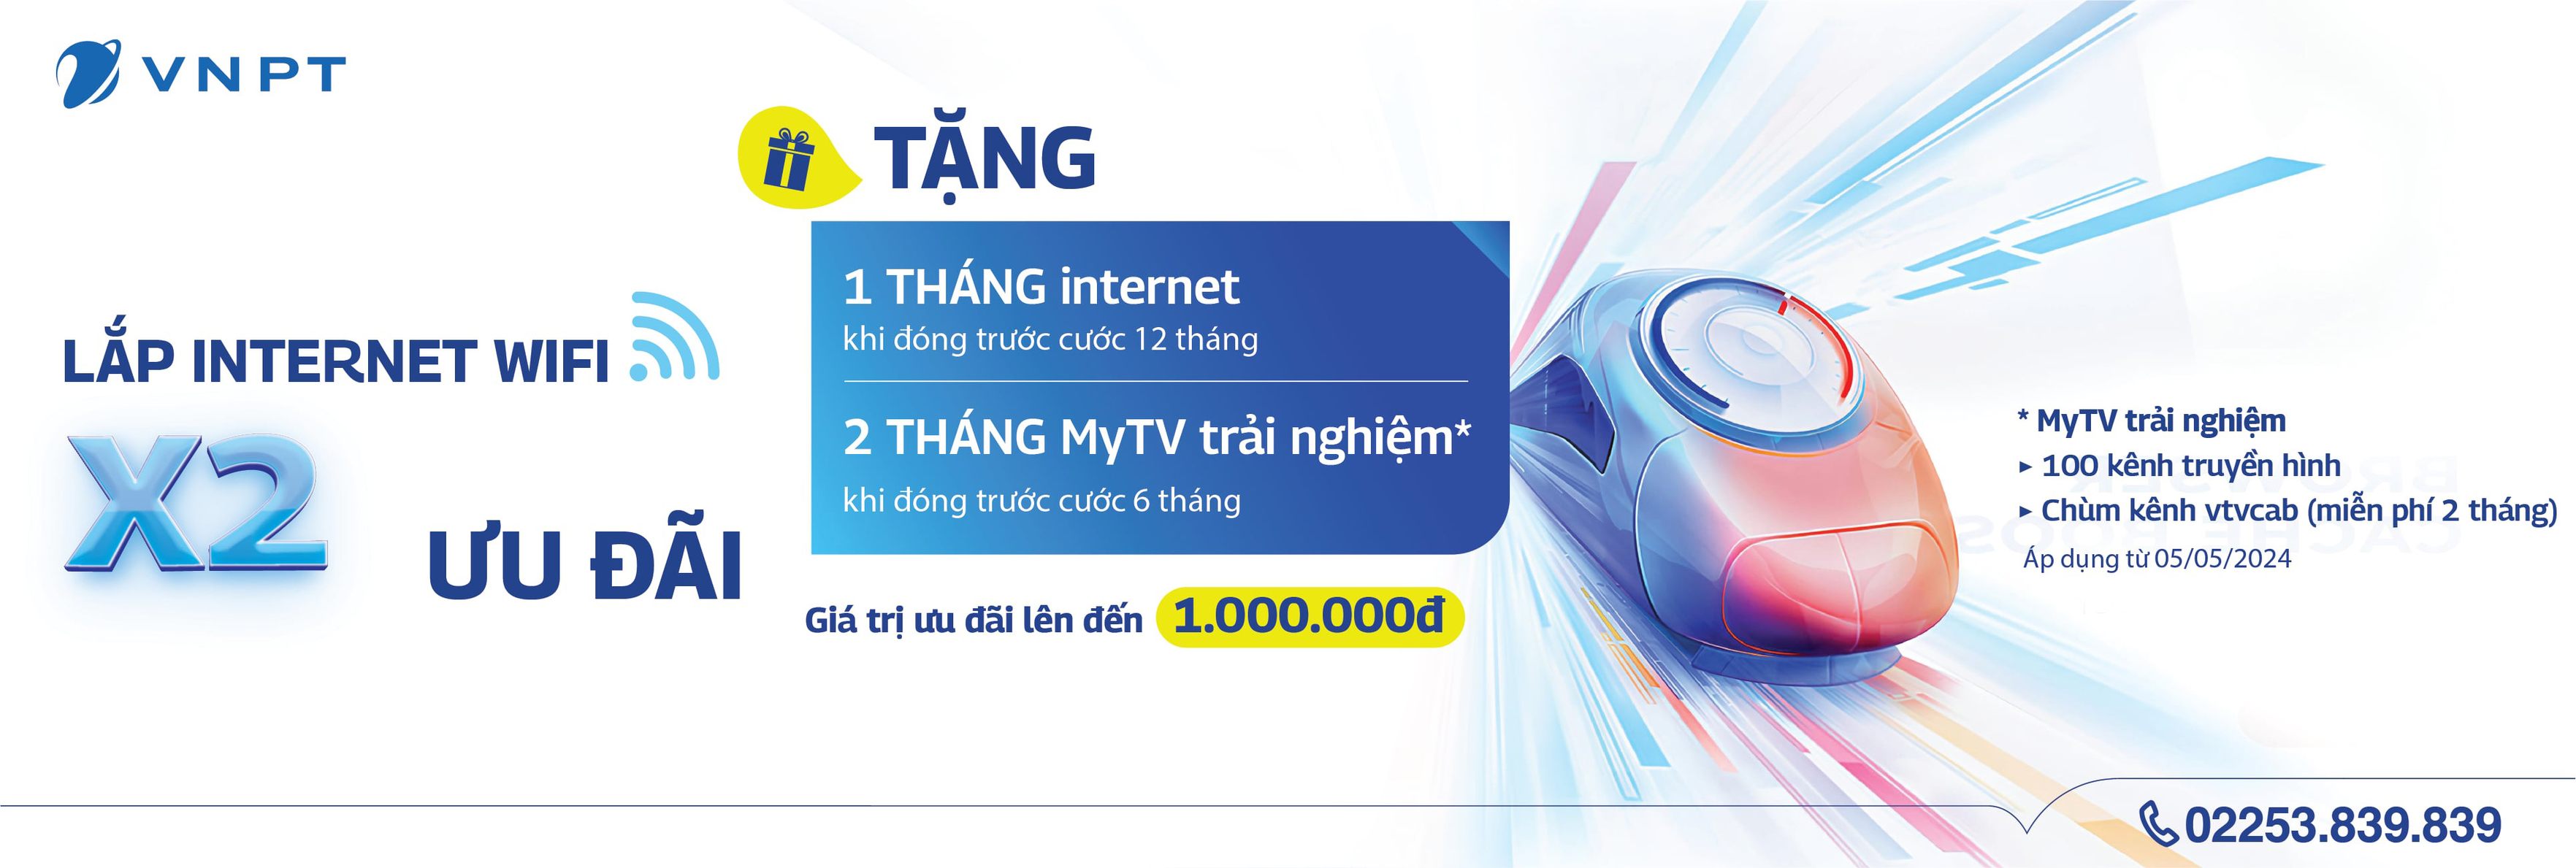 VNPT
LẮP INTERNET WIFI
X2
ƯU ĐÃI
TẶNG
1 THÁNG internet
khi đóng trước cước 12 tháng
2 THÁNG MyTV trải nghiệm*
khi đóng trước cước 6 tháng
Giá trị ưu đãi lên đến 1.000.000đ
* MyTV trải nghiệm
▸ 100 kênh truyền hình
▸ Chùm kênh vtvcab (miễn phí 2 tháng)
Áp dụng từ 05/05/2024
02253.839.839